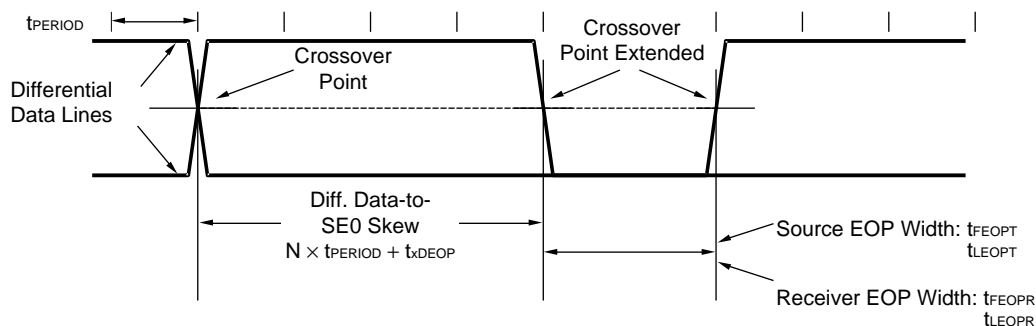 tPERIOD
Differential
Data Lines
Crossover
Point
Crossover
Point Extended
Diff. Data-to-
SE0 Skew
N × tPERIOD + txDEOP
Source EOP Width: tFEOPT
tLEOPT
Receiver EOP Width: tFEOPR
tLEOPR